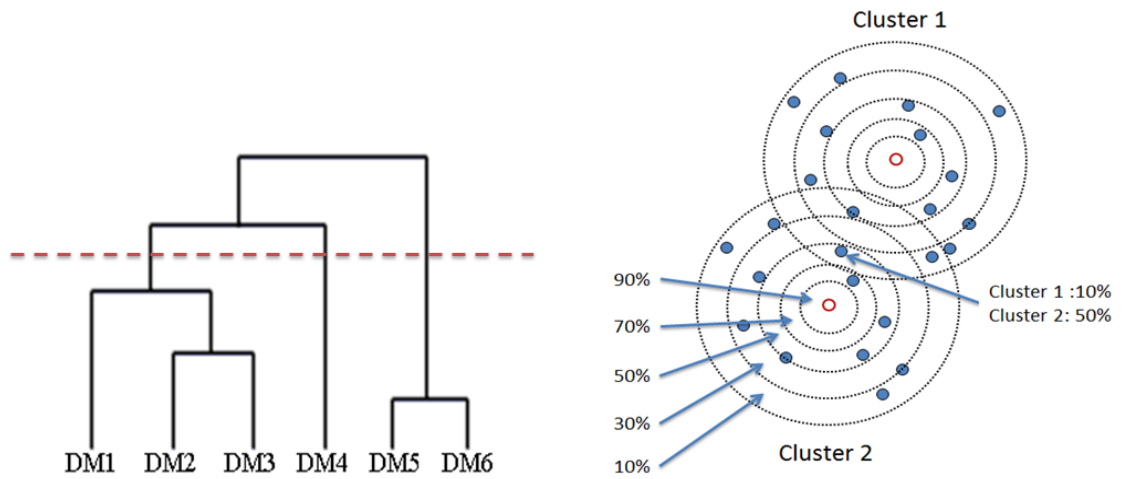 DM1 DM2 DM3 DM4 DM5 DM6
Cluster 1
90%
70%
50%
30%
10%
Cluster 1 :10%
Cluster 2: 50%
Cluster 2